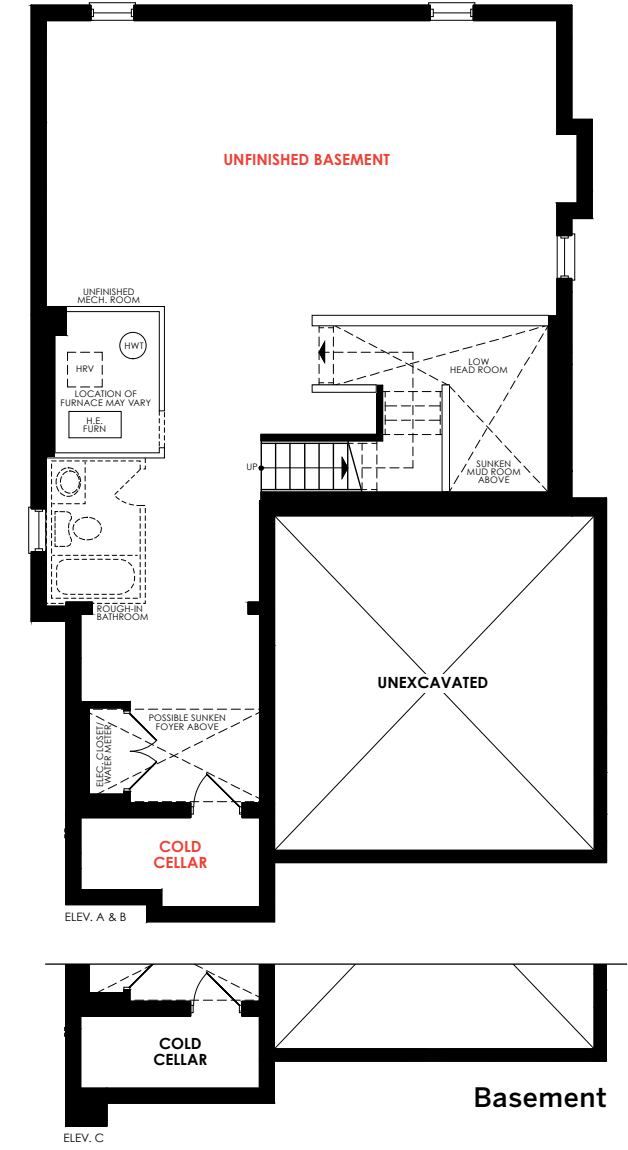 UNFINISHED BASEMENT
UNFINISHED
MECH. ROOM
HWT
HRV
LOCATION OF
FURNACE MAY VARY
H.E.
FURN
LOW
HEAD ROOM
UP
SUNKEN
MUD ROOM
ABOVE
ROUGH-IN
BATHROOM
UNEXCAVATED
POSSIBLE SUNKEN
FOYER ABOVE
ELEC. CLOSET/
WATER METER
COLD
CELLAR
ELEV. A & B
COLD
CELLAR
Basement
ELEV. C